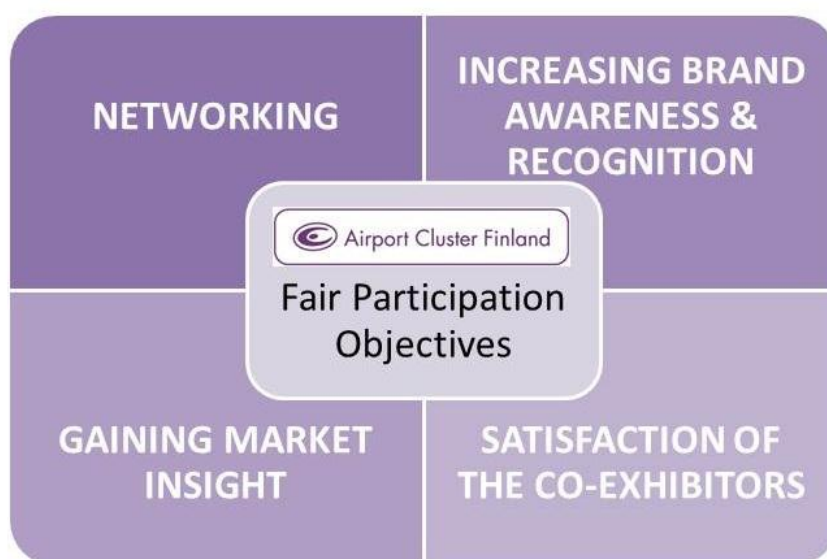 NETWORKING
INCREASING BRAND
AWARENESS &
RECOGNITION
Airport Cluster Finland
Fair Participation
Objectives
GAINING MARKET
INSIGHT
SATISFACTION OF
THE CO-EXHIBITORS